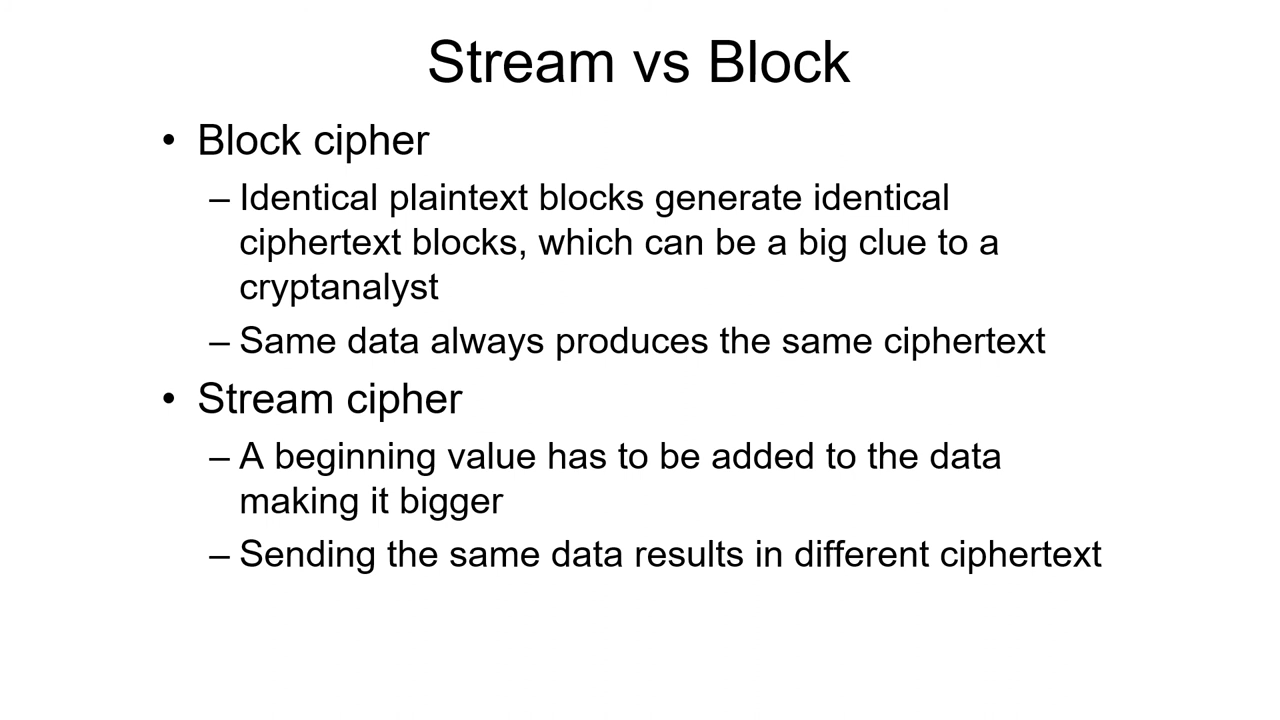 Stream vs Block
• Block cipher
– Identical plaintext blocks generate identical
ciphertext blocks, which can be a big clue to a
cryptanalyst
– Same data always produces the same ciphertext
• Stream cipher
– A beginning value has to be added to the data
making it bigger
– Sending the same data results in different ciphertext